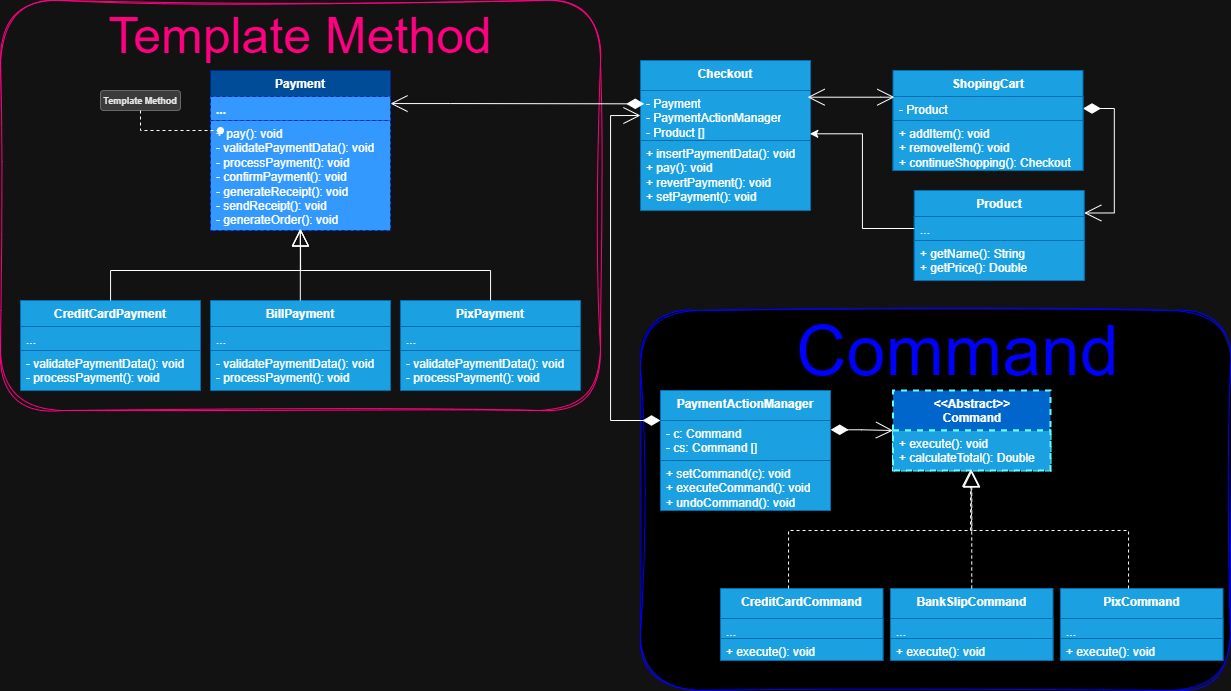 Template Method
Template Method
Payment
...
+ pay(): void
- validatePaymentData(): void
- processPayment(): void
- confirmPayment(): void
- generateReceipt(): void
- sendReceipt(): void
- generateOrder(): void
CreditCardPayment
...
- validatePaymentData(): void
- processPayment(): void
BillPayment
...
- validatePaymentData(): void
- processPayment(): void
PixPayment
...
- validatePaymentData(): void
- processPayment(): void
Checkout
- Payment
- PaymentActionManager
- Product []
+ insertPaymentData(): void
+ pay(): void
+ revertPayment(): void
+ setPayment(): void
ShopingCart
- Product
+ addItem(): void
+ removeItem(): void
+ continueShopping(): Checkout
Product
...
+ getName(): String
+ getPrice(): Double
Command
PaymentActionManager
- c: Command
- cs: Command []
+ setCommand(c): void
+ executeCommand(): void
+ undoCommand(): void
<<Abstract>>
Command
+ execute(): void
+ calculateTotal(): Double
CreditCardCommand
...
+ execute(): void
BankSlipCommand
...
+ execute(): void
PixCommand
...
+ execute(): void